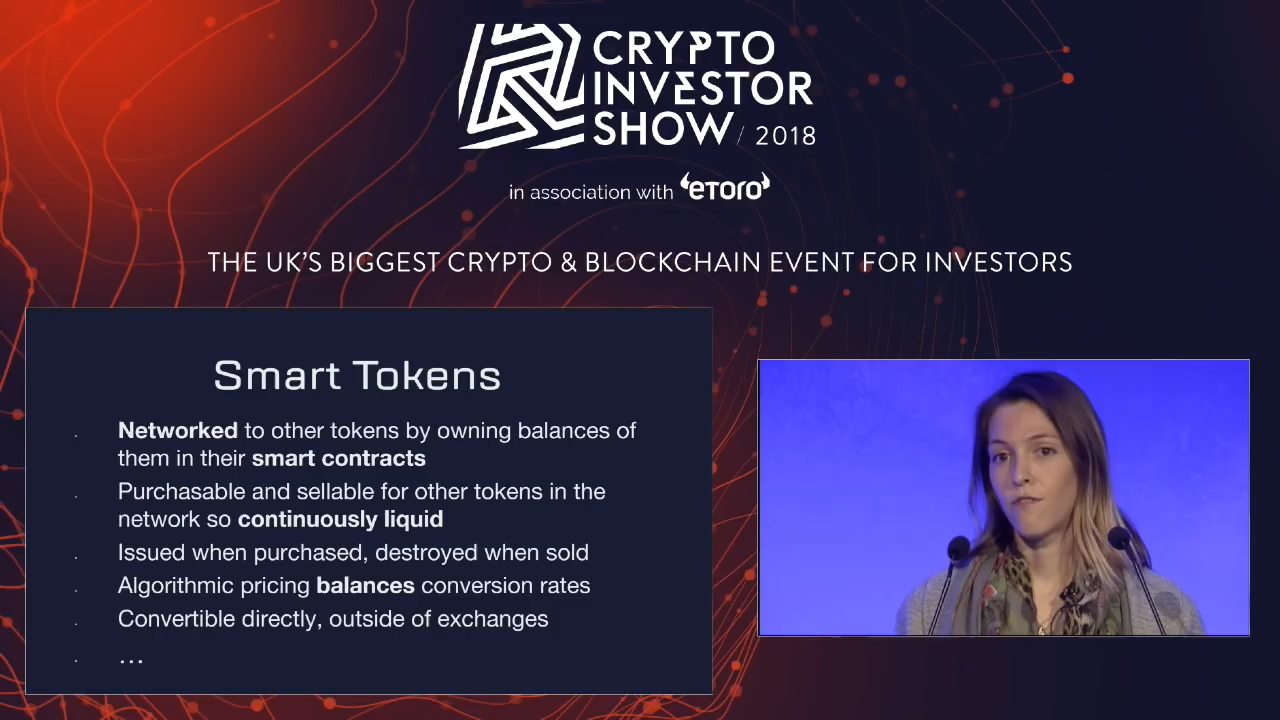 CRYPTO
INVESTOR
SHOW / 2018
in association with eToro
THE UK'S BIGGEST CRYPTO & BLOCKCHAIN EVENT FOR INVESTORS
Smart Tokens
· Networked to other tokens by owning balances of
them in their smart contracts
· Purchasable and sellable for other tokens in the
network so continuously liquid
· Issued when purchased, destroyed when sold
· Algorithmic pricing balances conversion rates
· Convertible directly, outside of exchanges
· ...